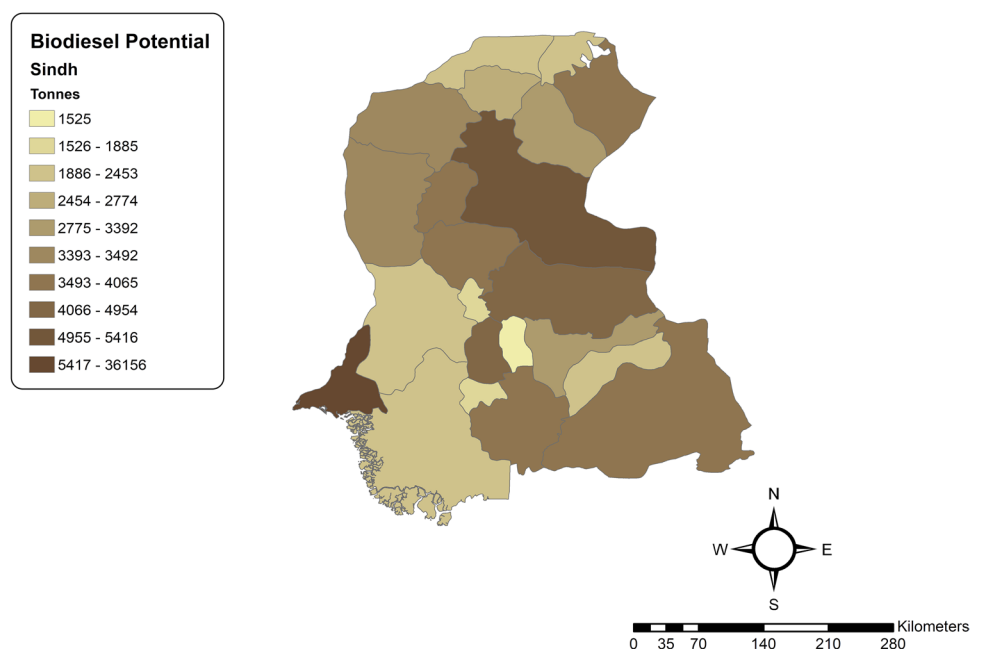 Biodiesel Potential
Sindh
Tonnes
1525
1526 - 1885
1886 - 2453
2454 - 2774
2775 - 3392
3393 - 3492
3493 - 4065
4066 - 4954
4955 - 5416
5417 - 36156
N
W E
S
Kilometers
0 35 70 140 210 280